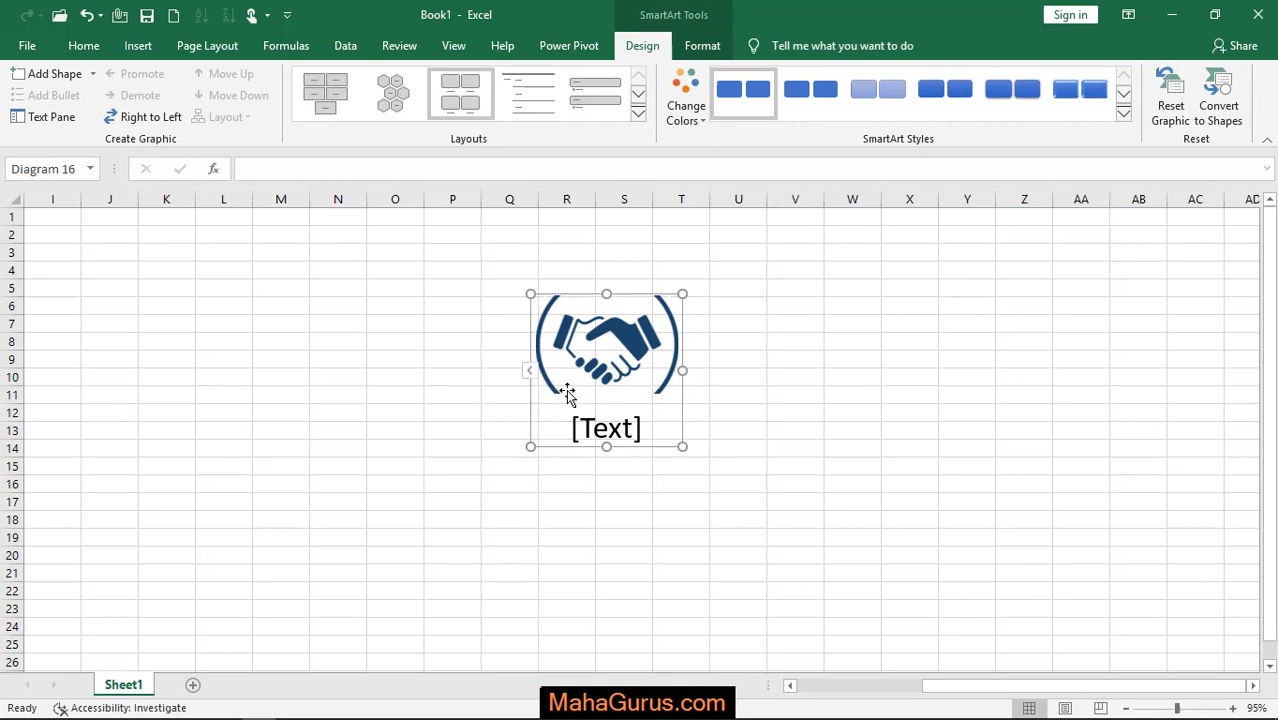 Book1 - Excel
SmartArt Tools
Sign in
File Home Insert Page Layout Formulas Data Review View Help Power Pivot Design Format Tell me what you want to do Share
Add Shape Promote Move Up
Add Bullet Demote Move Down
Text Pane Right to Left Layout
Create Graphic
Layouts
Change
Colors
SmartArt Styles
Reset
Graphic
Convert
to Shapes
Reset
Diagram 16
fx
I J K L M N O P Q R S T U V W X Y Z AA AB AC AD
1
2
3
4
5
6
7
8
9
10
11
12
13
14
15
16
17
18
19
20
21
22
23
24
25
26
[Text]
Sheet1
Ready Accessibility: Investigate
MahaGurus.com
95%